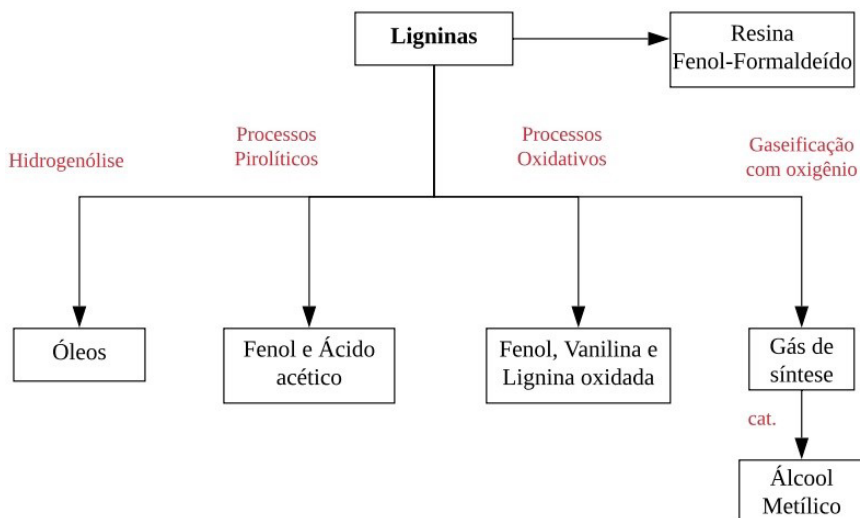 Ligninas
Resina
Fenol-Formaldeído
Hidrogenólise
Processos
Pirolíticos
Processos
Oxidativos
Gaseificação
com oxigênio
Óleos
Fenol e Ácido
acético
Fenol, Vanilina e
Lignina oxidada
Gás de
síntese
cat.
Álcool
Metílico